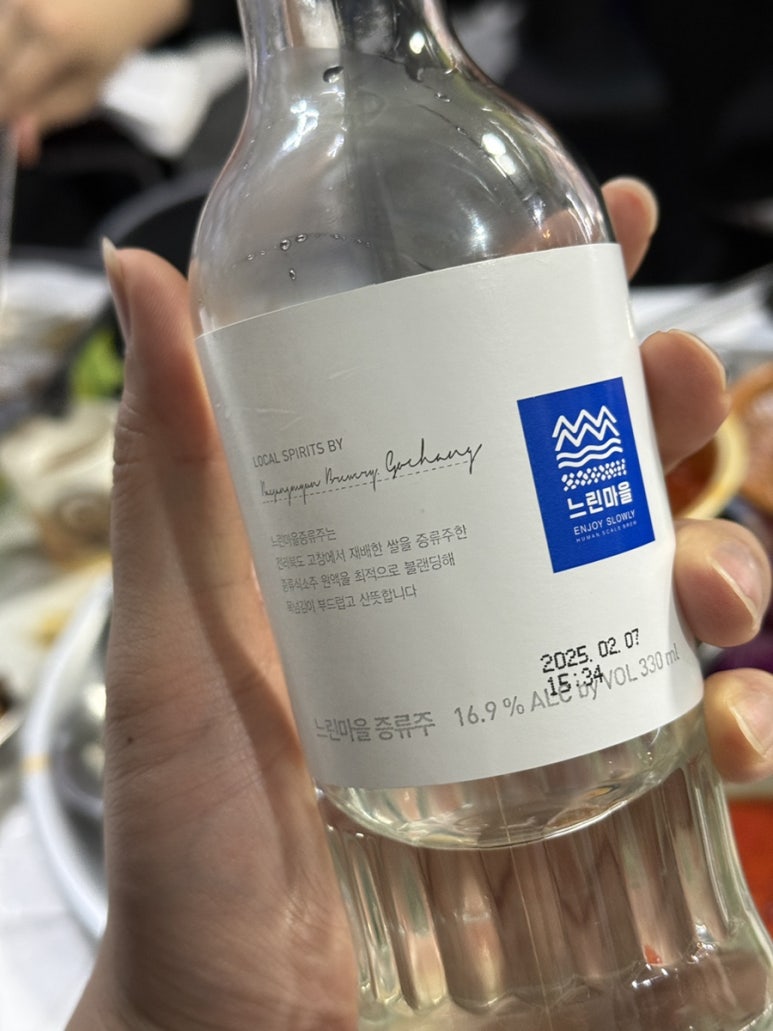 LOCAL SPIRITS BY
Brewery. Gochang
느린마을증류주는
전라북도 고창에서 재배한 쌀을 증류주한
증류식소주 원액을 최적으로 블랜딩해
목넘김이 부드럽고 산뜻합니다
느린마을
ENJOY SLOWLY
HUMAN SCALE BREW
2025. 02. 07
15:34
느린마을 증류주 16.9 % ALC by VOL 330 ml